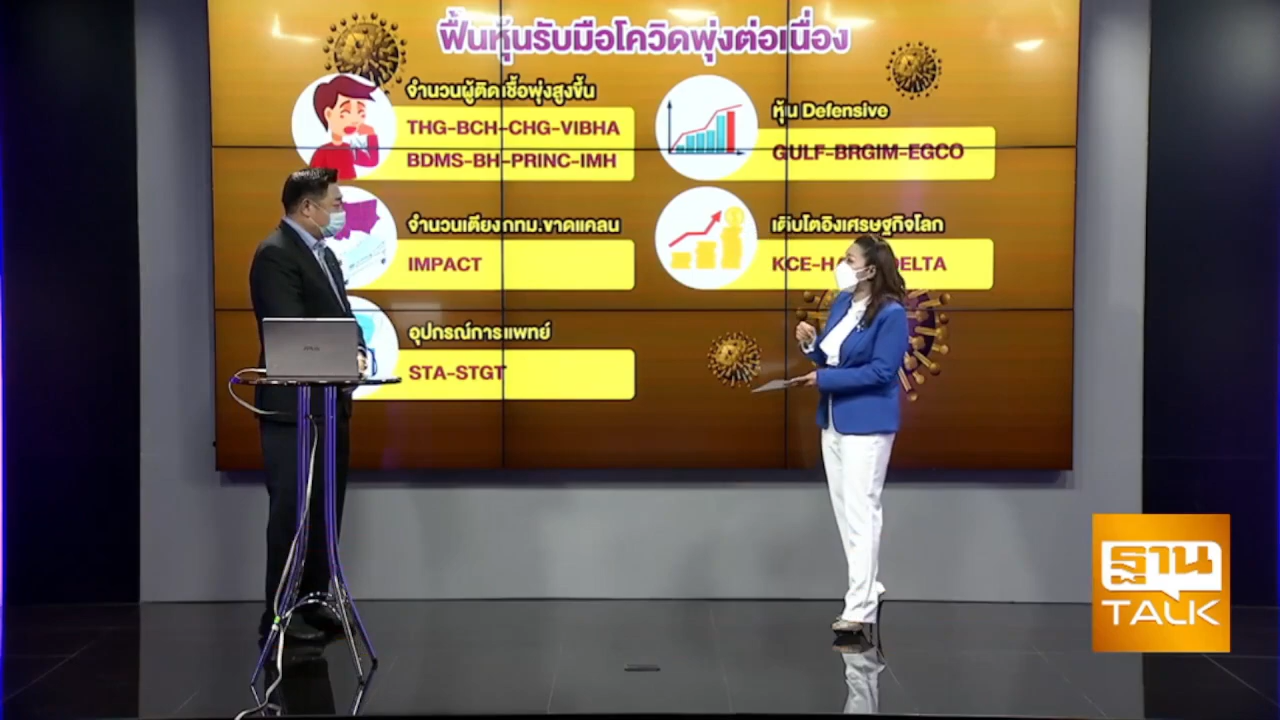 ฟื้นหุ้นรับมือโควิดพุ่งต่อเนื่อง
จำนวนผู้ติดเชื้อพุ่งสูงขึ้น
THG-BCH-CHG-VIBHA
BDMS-BH-PRINC-IMH
จำนวนเตียงกทม.ขาดแคลน
IMPACT
อุปกรณ์การแพทย์
STA-STGT
หุ้น Defensive
GULF-BRGIM-EGCO
เติบโตอิงเศรษฐกิจโลก
KCE-HA ELTA
ฐาน
TALK